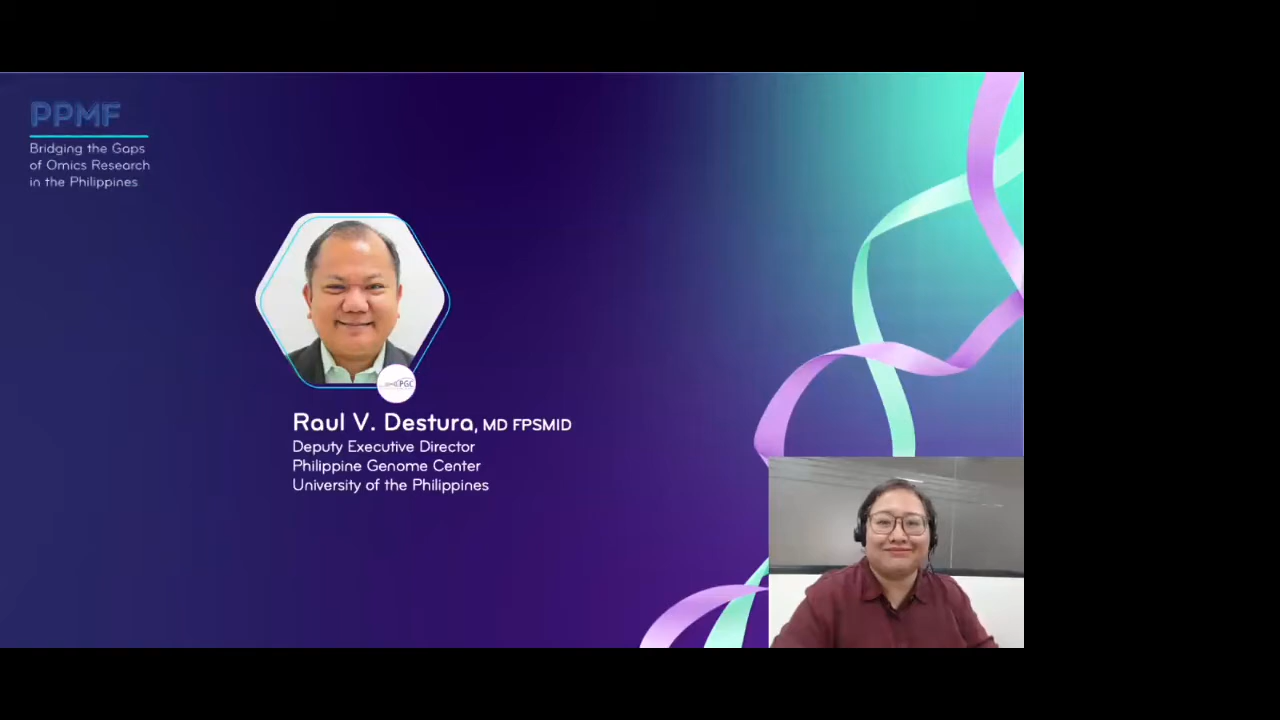 PPMF
Bridging the Gaps
of Omics Research
in the Philippines
PGC
Raul V. Destura, MD FPSMID
Deputy Executive Director
Philippine Genome Center
University of the Philippines